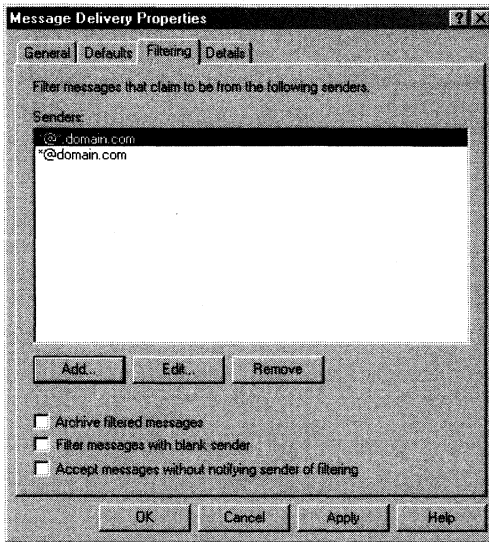 Message Delivery Properties
General Defaults Filtering Details
Filter messages that claim to be from the following senders.
Senders:
*@*.domain.com
*@domain.com
Add... Edit... Remove
Archive filtered messages
Filter messages with blank sender
Accept messages without notifying sender of filtering
OK Cancel Apply Help